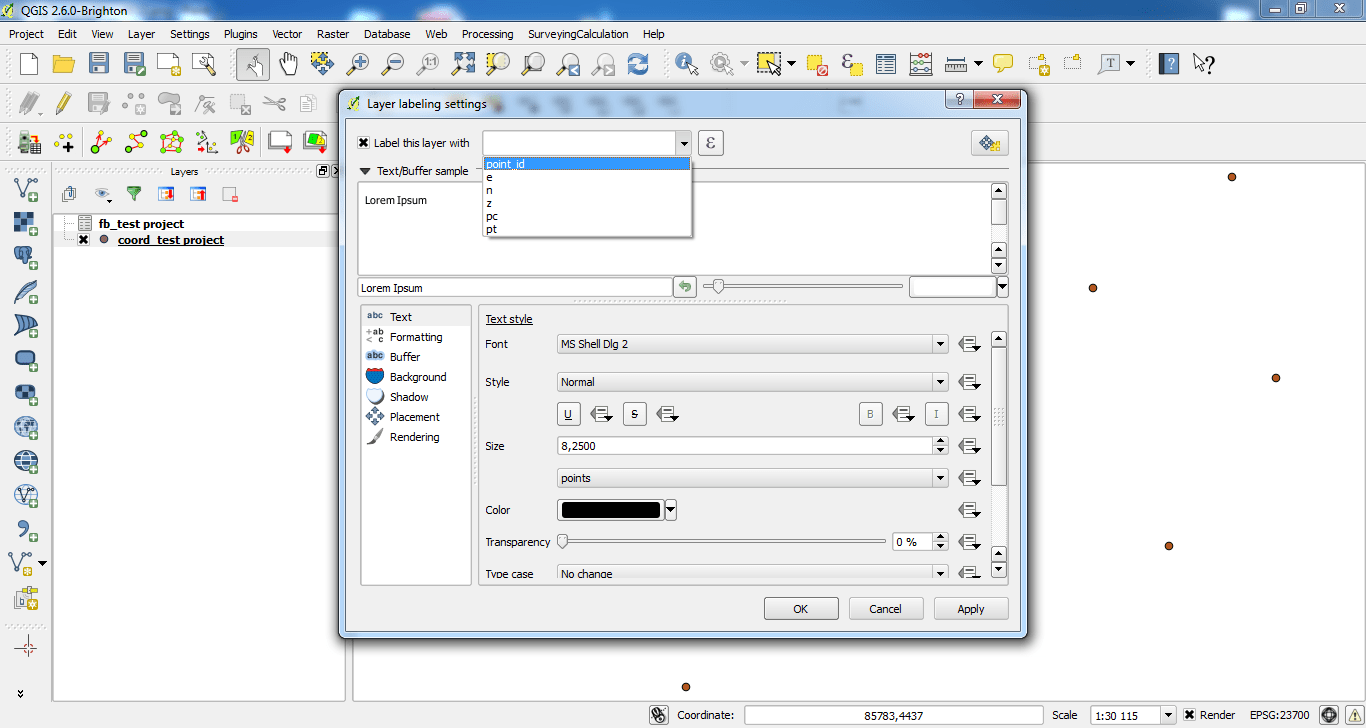 QGIS 2.6.0-Brighton
Project Edit View Layer Settings Plugins Vector Raster Database Web Processing SurveyingCalculation Help
Layer labeling settings
Label this layer with
point_id
e
n
z
pc
pt
Text/Buffer sample
Lorem Ipsum
Lorem Ipsum
Layers
fb_test project
coord_test project
abc Text
+ab < c Formatting
abc Buffer
Background
Shadow
Placement
Rendering
Text style
Font MS Shell Dlg 2
Style Normal
U S B I
Size 8,2500
points
Color
Transparency 0 %
Type case No change
OK Cancel Apply
Coordinate: 85783,4437 Scale 1:30 115 Render EPSG:23700